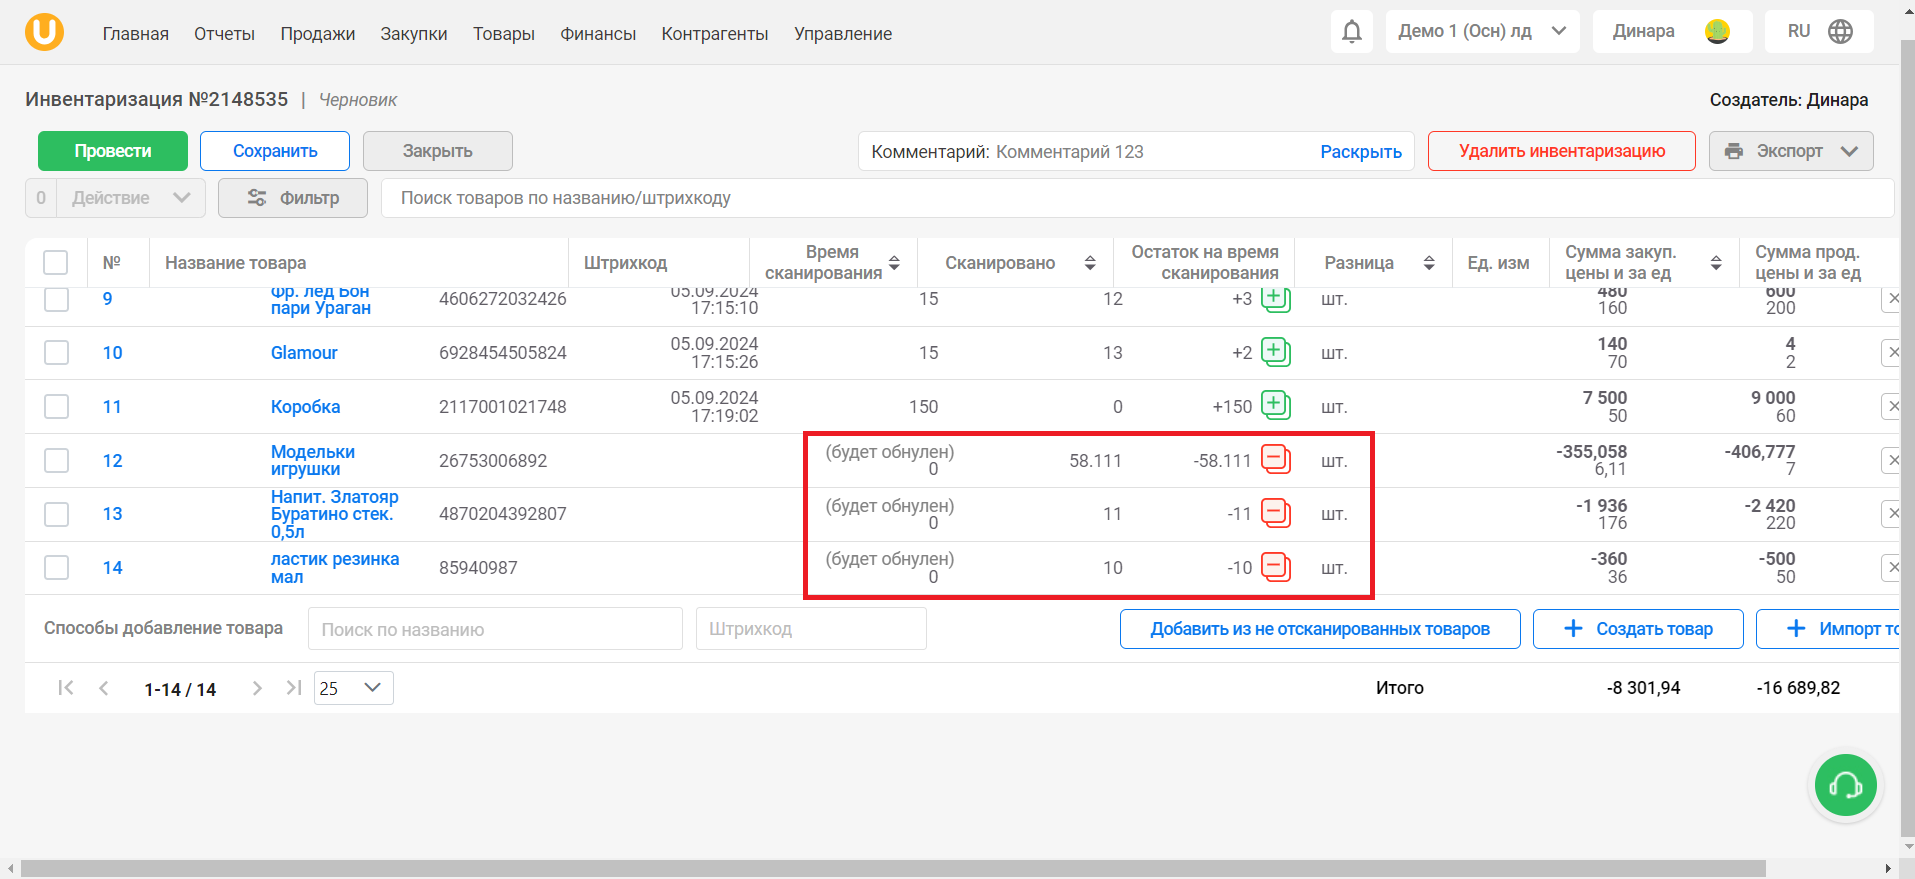 Главная Отчеты Продажи Закупки Товары Финансы Контрагенты Управление Демо 1 (Осн) лд Динара RU
Инвентаризация №2148535 | Черновик Создатель: Динара
Провести Сохранить Закрыть Комментарий: Комментарий 123 Раскрыть Удалить инвентаризацию Экспорт
0 Действие Фильтр Поиск товаров по названию/штрихкоду
№ Название товара Штрихкод Время сканирования Сканировано Остаток на время сканирования Разница Ед. изм Сумма закуп. цены и за ед Сумма прод. цены и за ед
9 Фр. лед Бон пари Ураган 4606272032426 05.09.2024 17:15:10 15 12 +3 шт. 480 160 600 200
10 Glamour 6928454505824 05.09.2024 17:15:26 15 13 +2 шт. 140 70 4 2
11 Коробка 2117001021748 05.09.2024 17:19:02 150 0 +150 шт. 7 500 50 9 000 60
12 Модельки игрушки 26753006892 (будет обнулен) 0 58.111 -58.111 шт. -355,058 6,11 -406,777 7
13 Напит. Златояр Буратино стек. 0,5л 4870204392807 (будет обнулен) 0 11 -11 шт. -1 936 176 -2 420 220
14 ластик резинка мал 85940987 (будет обнулен) 0 10 -10 шт. -360 36 -500 50
Способы добавление товара Поиск по названию Штрихкод Добавить из не отсканированных товаров + Создать товар + Импорт то
1-14 / 14 25 Итого -8 301,94 -16 689,82